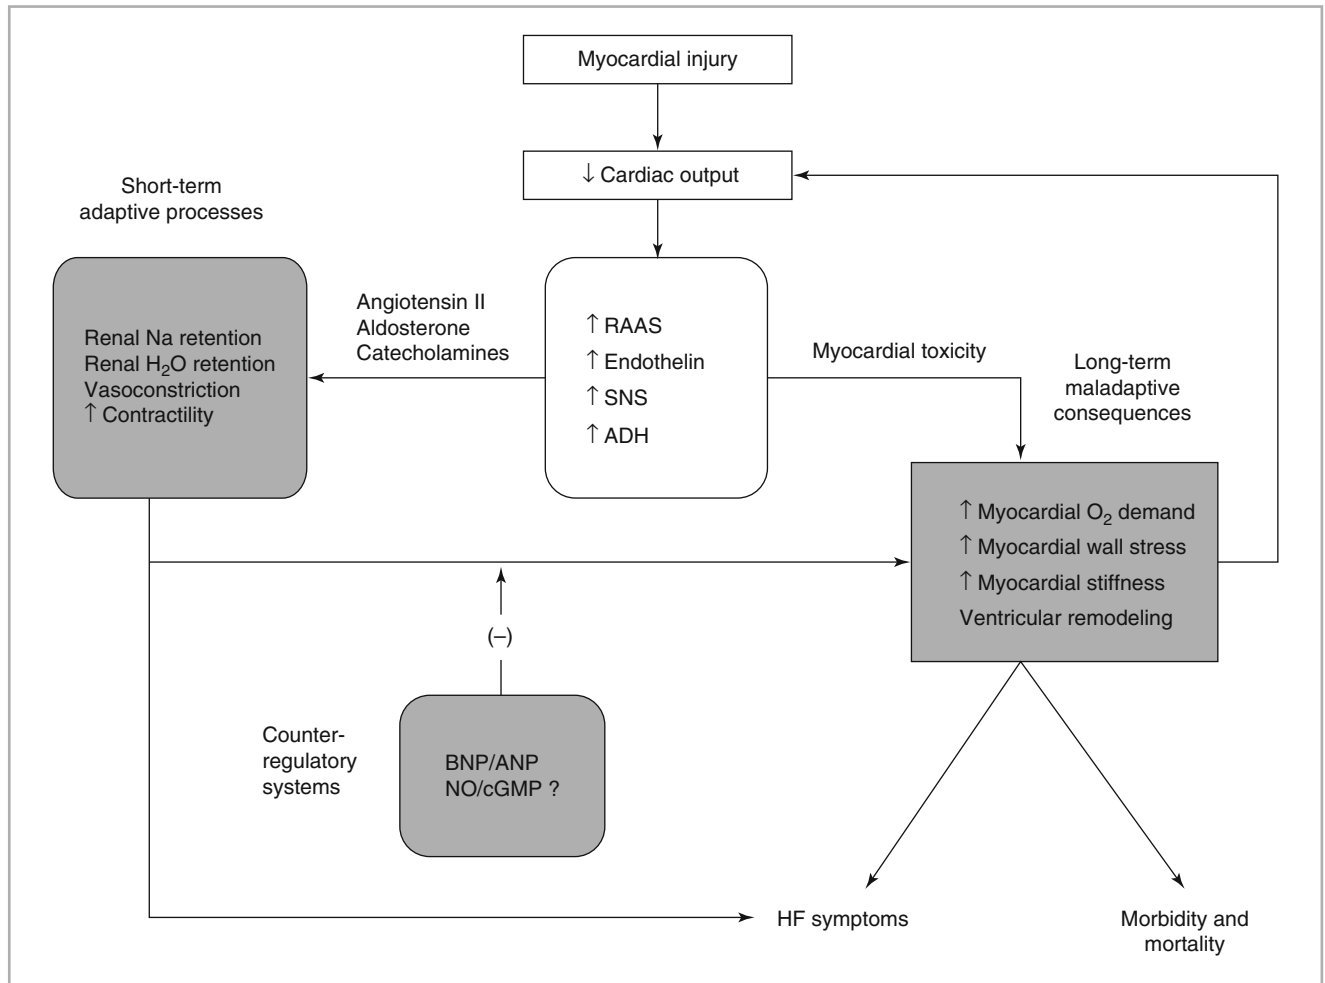 Myocardial injury
↓ Cardiac output
Short-term
adaptive processes
Renal Na retention
Renal H₂O retention
Vasoconstriction
↑ Contractility
Angiotensin II
Aldosterone
Catecholamines
↑ RAAS
↑ Endothelin
↑ SNS
↑ ADH
Myocardial toxicity
Long-term
maladaptive
consequences
↑ Myocardial O₂ demand
↑ Myocardial wall stress
↑ Myocardial stiffness
Ventricular remodeling
(–)
Counter-
regulatory
systems
BNP/ANP
NO/cGMP ?
HF symptoms
Morbidity and
mortality